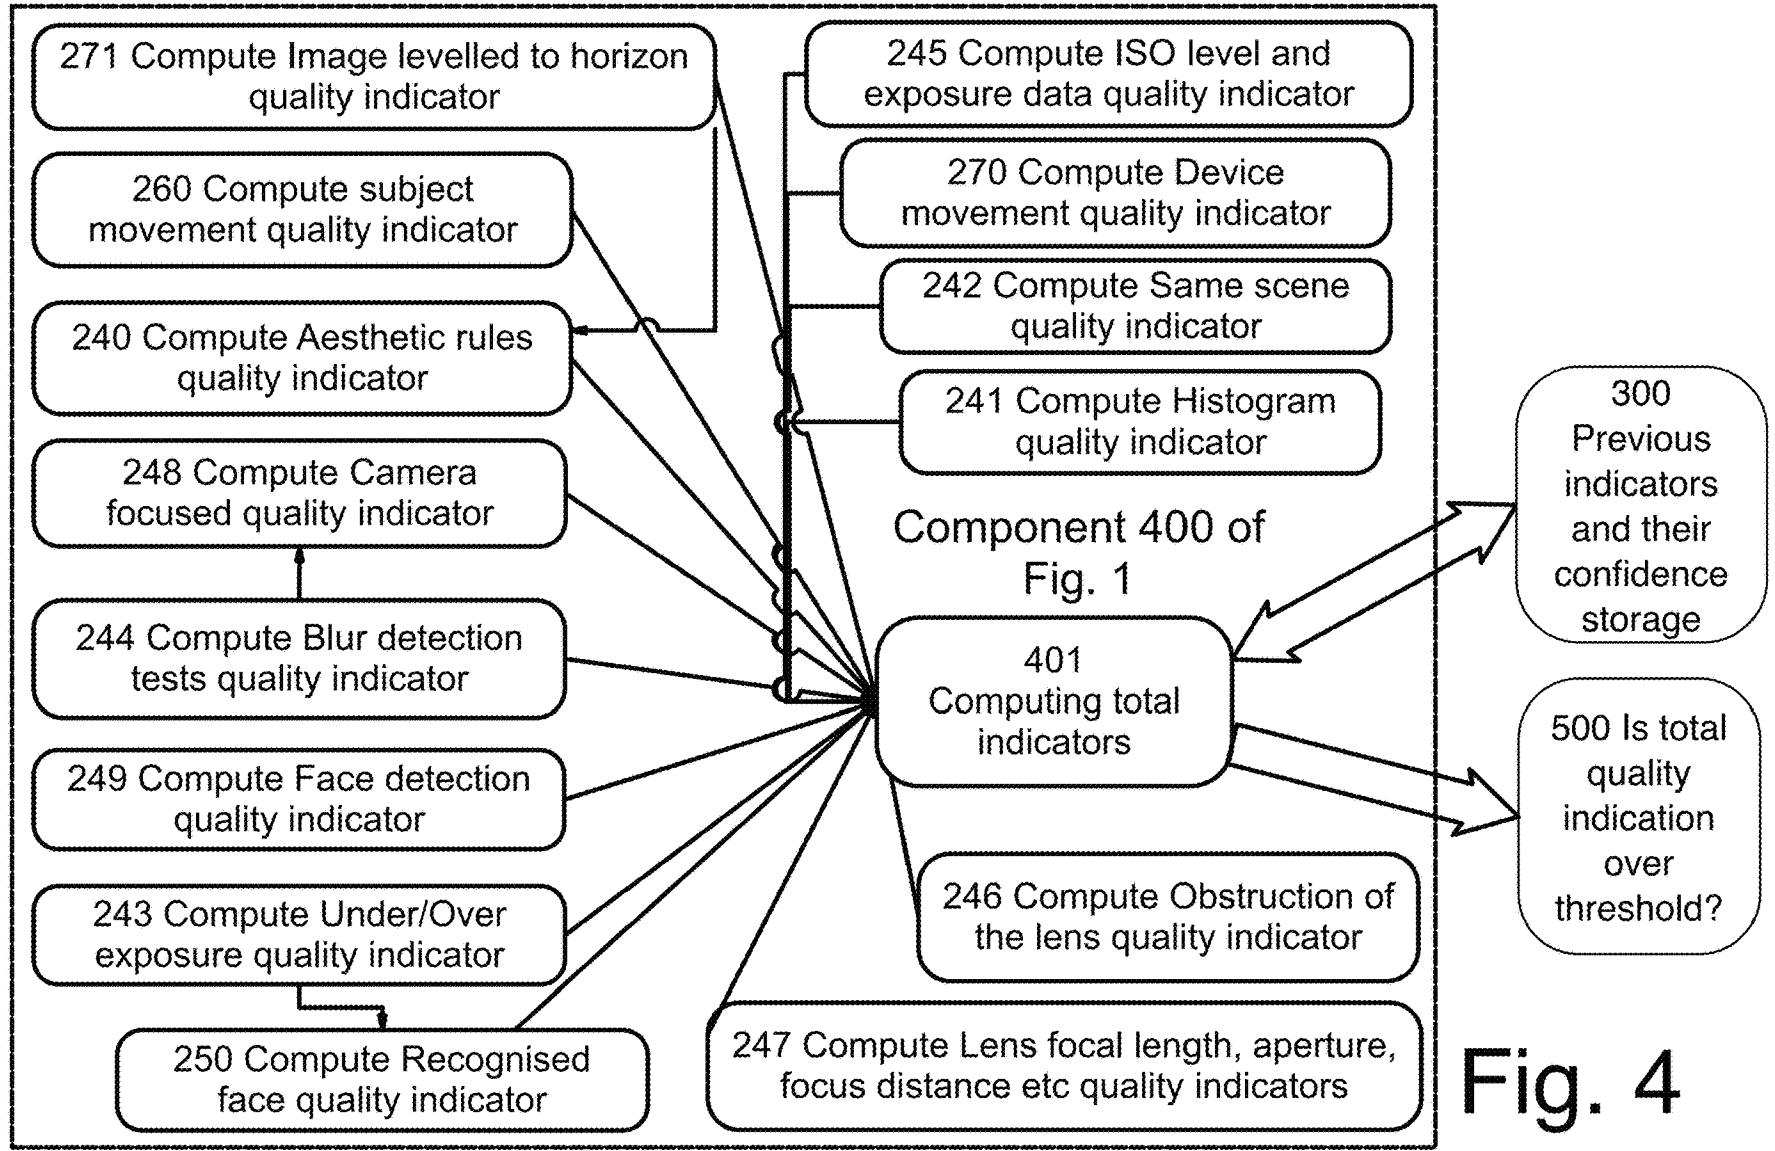 271 Compute Image levelled to horizon
quality indicator
260 Compute subject
movement quality indicator
240 Compute Aesthetic rules
quality indicator
248 Compute Camera
focused quality indicator
244 Compute Blur detection
tests quality indicator
249 Compute Face detection
quality indicator
243 Compute Under/Over
exposure quality indicator
250 Compute Recognised
face quality indicator
245 Compute ISO level and
exposure data quality indicator
270 Compute Device
movement quality indicator
242 Compute Same scene
quality indicator
241 Compute Histogram
quality indicator
Component 400 of
Fig. 1
401
Computing total
indicators
246 Compute Obstruction of
the lens quality indicator
247 Compute Lens focal length, aperture,
focus distance etc quality indicators
300
Previous
indicators
and their
confidence
storage
500 Is total
quality
indication
over
threshold?
Fig. 4